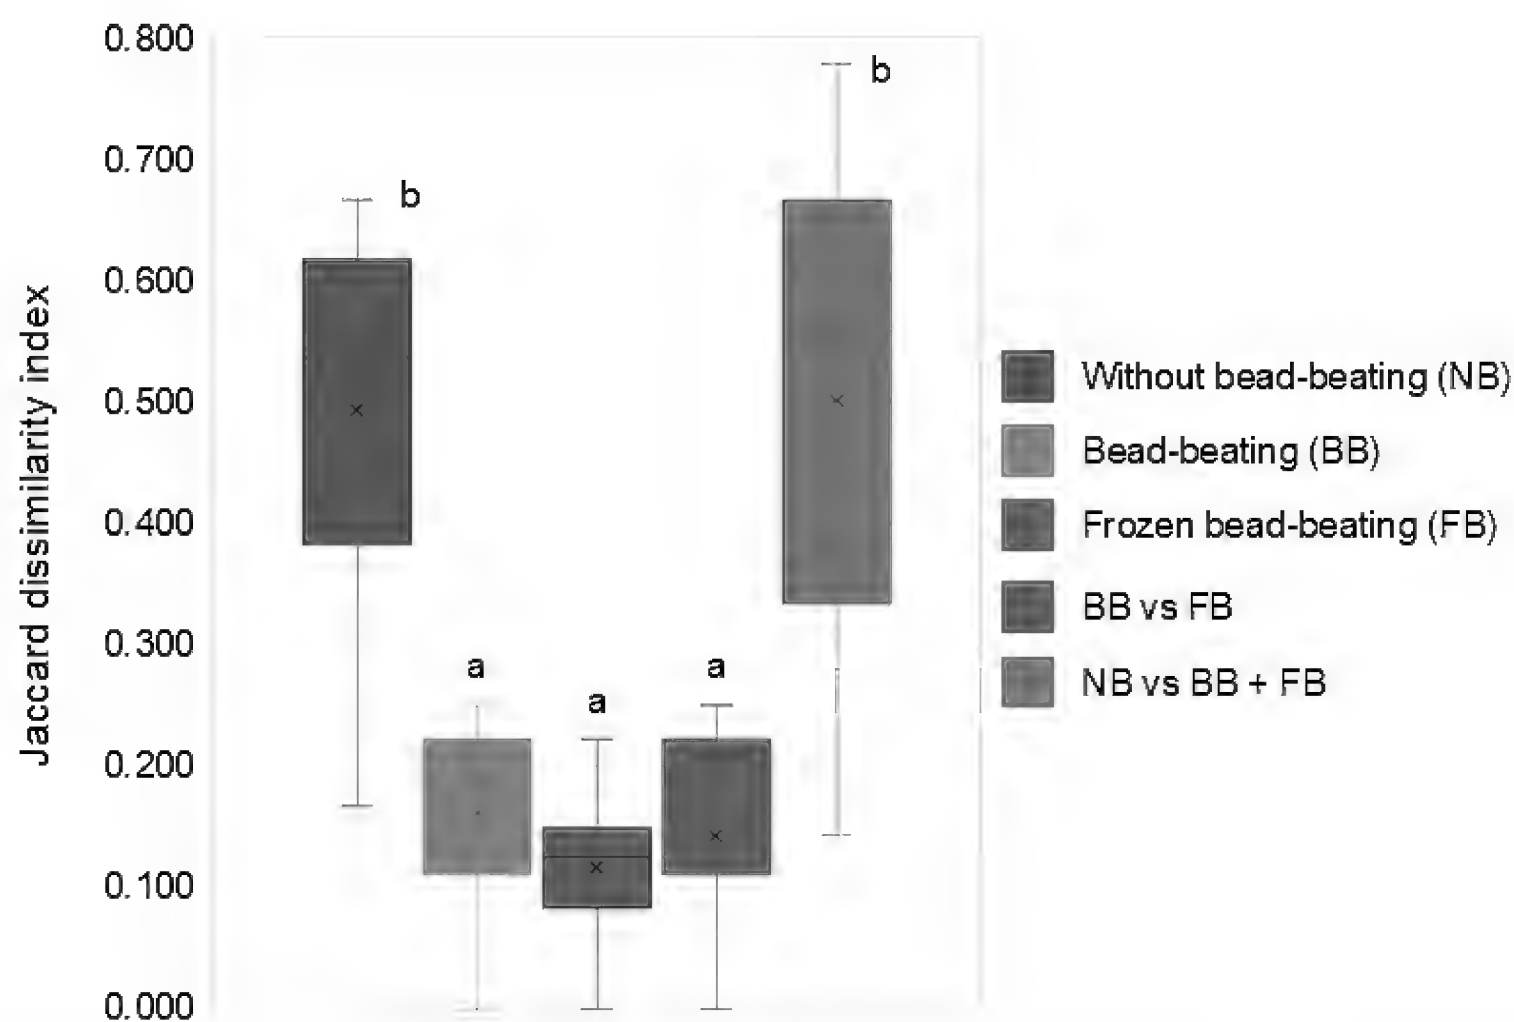 Jaccard dissimilarity index
0.800
0.700
0.600
0.500
0.400
0.300
0.200
0.100
0.000
b
a
a
a
b
Without bead-beating (NB)
Bead-beating (BB)
Frozen bead-beating (FB)
BB vs FB
NB vs BB + FB